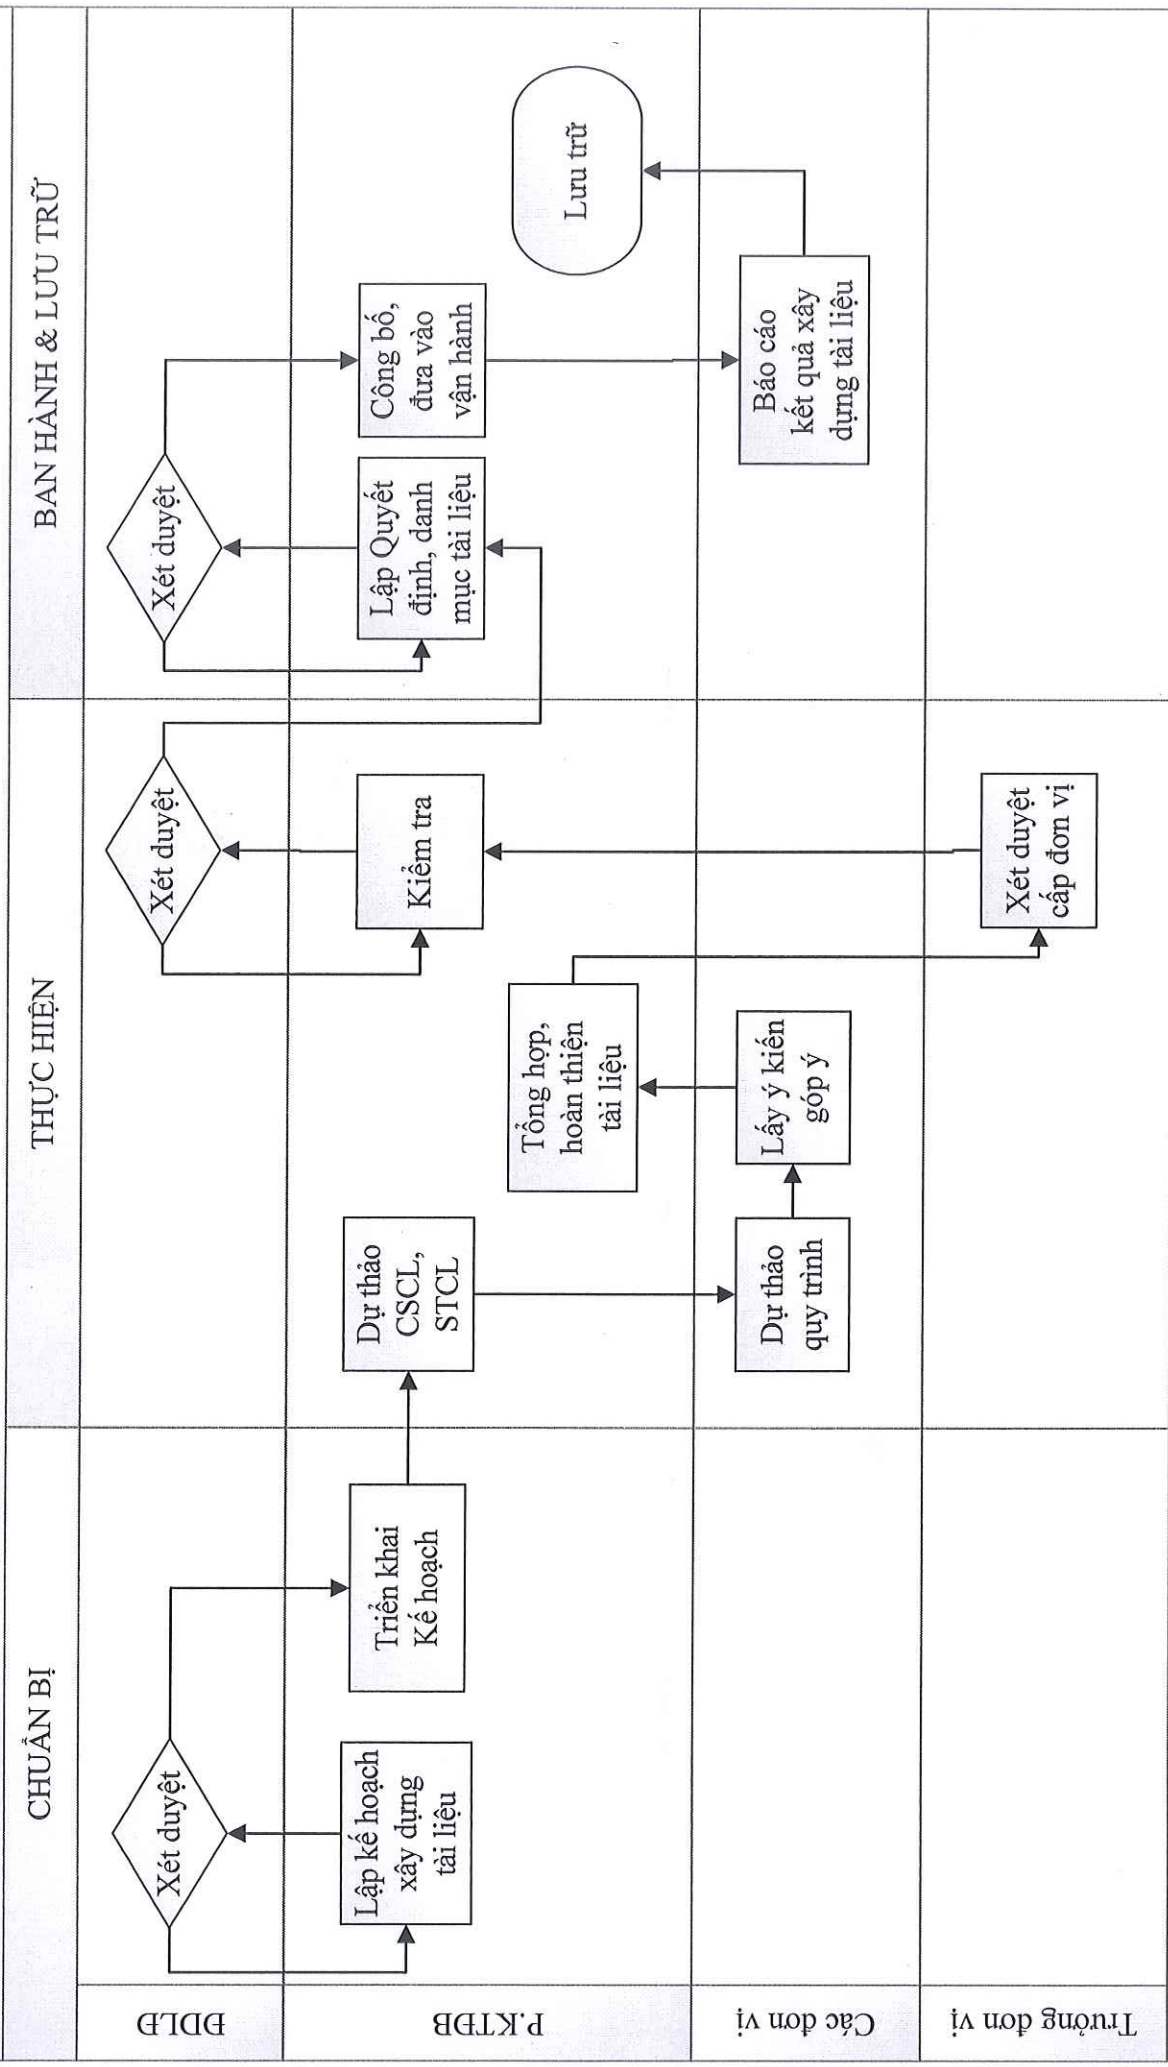 CHUẨN BỊ
THỰC HIỆN
BAN HÀNH & LƯU TRỮ
ĐDLĐ
Xét duyệt
Xét duyệt
Xét duyệt
P.KTĐB
Lập kế hoạch
xây dựng
tài liệu
Triển khai
Kế hoạch
Dự thảo
CSCL,
STCL
Tổng hợp,
hoàn thiện
tài liệu
Kiểm tra
Lập Quyết
định, danh
mục tài liệu
Công bố,
đưa vào
vận hành
Lưu trữ
Các đơn vị
Dự thảo
quy trình
Lấy ý kiến
góp ý
Báo cáo
kết quả xây
dựng tài liệu
Trưởng đơn vị
Xét duyệt
cấp đơn vị